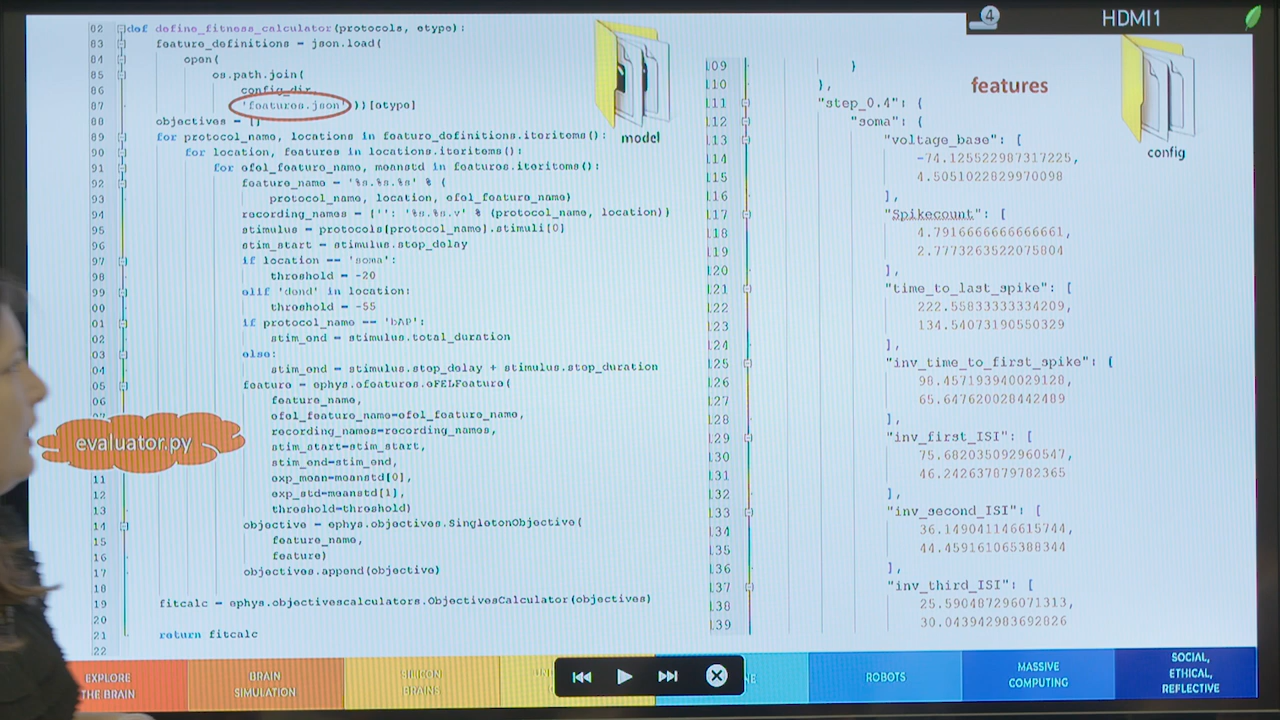 4 HDMI1
02 def define_fitness_calculator(protocols, etype):
03 feature_definitions = json.load(
04 open(
05 os.path.join(
06 config_dir,
07 'features.json' ))[etype]
08 objectives = []
89 for protocol_name, locations in feature_definitions.iteritems():
90 for location, features in locations.iteritems():
91 for efel_feature_name, meanstd in features.iteritems():
92 feature_name = '%s.%s.%s' % (
93 protocol_name, location, efel_feature_name)
94 recording_names = {'': '%s.%s.v' % (protocol_name, location)}
95 stimulus = protocols[protocol_name].stimuli[0]
96 stim_start = stimulus.stop_delay
97 if location == 'soma':
98 threshold = -20
99 elif 'dend' in location:
00 threshold = -55
01 if protocol_name == 'bAP':
02 stim_end = stimulus.total_duration
03 else:
04 stim_end = stimulus.stop_delay + stimulus.stop_duration
05 feature = ephys.efeatures.eFELFeature(
06 feature_name,
efel_feature_name=efel_feature_name,
recording_names=recording_names,
stim_start=stim_start,
stim_end=stim_end,
11 exp_mean=meanstd[0],
12 exp_std=meanstd[1],
13 threshold=threshold)
14 objective = ephys.objectives.SingletonObjective(
15 feature_name,
16 feature)
17 objectives.append(objective)
18
19 fitcalc = ephys.objectivescalculators.ObjectivesCalculator(objectives)
20
21 return fitcalc
22
evaluator.py
model
features
config
109 }
110 },
111 "step_0.4": {
112 "soma": {
113 "voltage_base": [
114 -74.125522987317225,
115 4.5051022829970098
116 ],
117 "Spikecount": [
118 4.7916666666666661,
119 2.7773263522075804
120 ],
121 "time_to_last_spike": [
122 222.55833333334209,
123 134.54073190550329
124 ],
125 "inv_time_to_first_spike": [
126 98.457193940029128,
127 65.647620028442489
128 ],
129 "inv_first_ISI": [
130 75.682035092960547,
131 46.242637879782365
132 ],
133 "inv_second_ISI": [
134 36.149041146615744,
135 44.459161065388344
136 ],
137 "inv_third_ISI": [
138 25.590487296071313,
139 30.043942983692826
EXPLORE
THE BRAIN
BRAIN
SIMULATION
SILICON
BRAINS
ROBOTS
MASSIVE
COMPUTING
SOCIAL,
ETHICAL,
REFLECTIVE